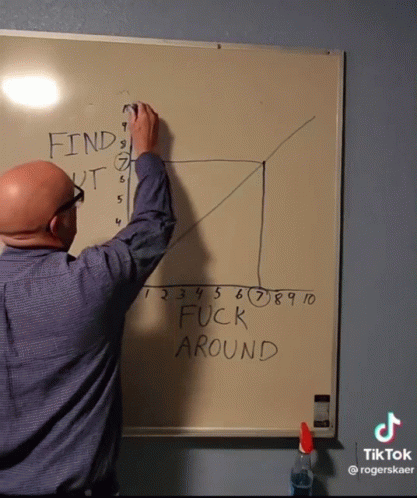 9
FIND 8
7
UT 6
5
4
1 2 3 4 5 6 7 8 9 10
FUCK
AROUND
TikTok
@rogerskaer